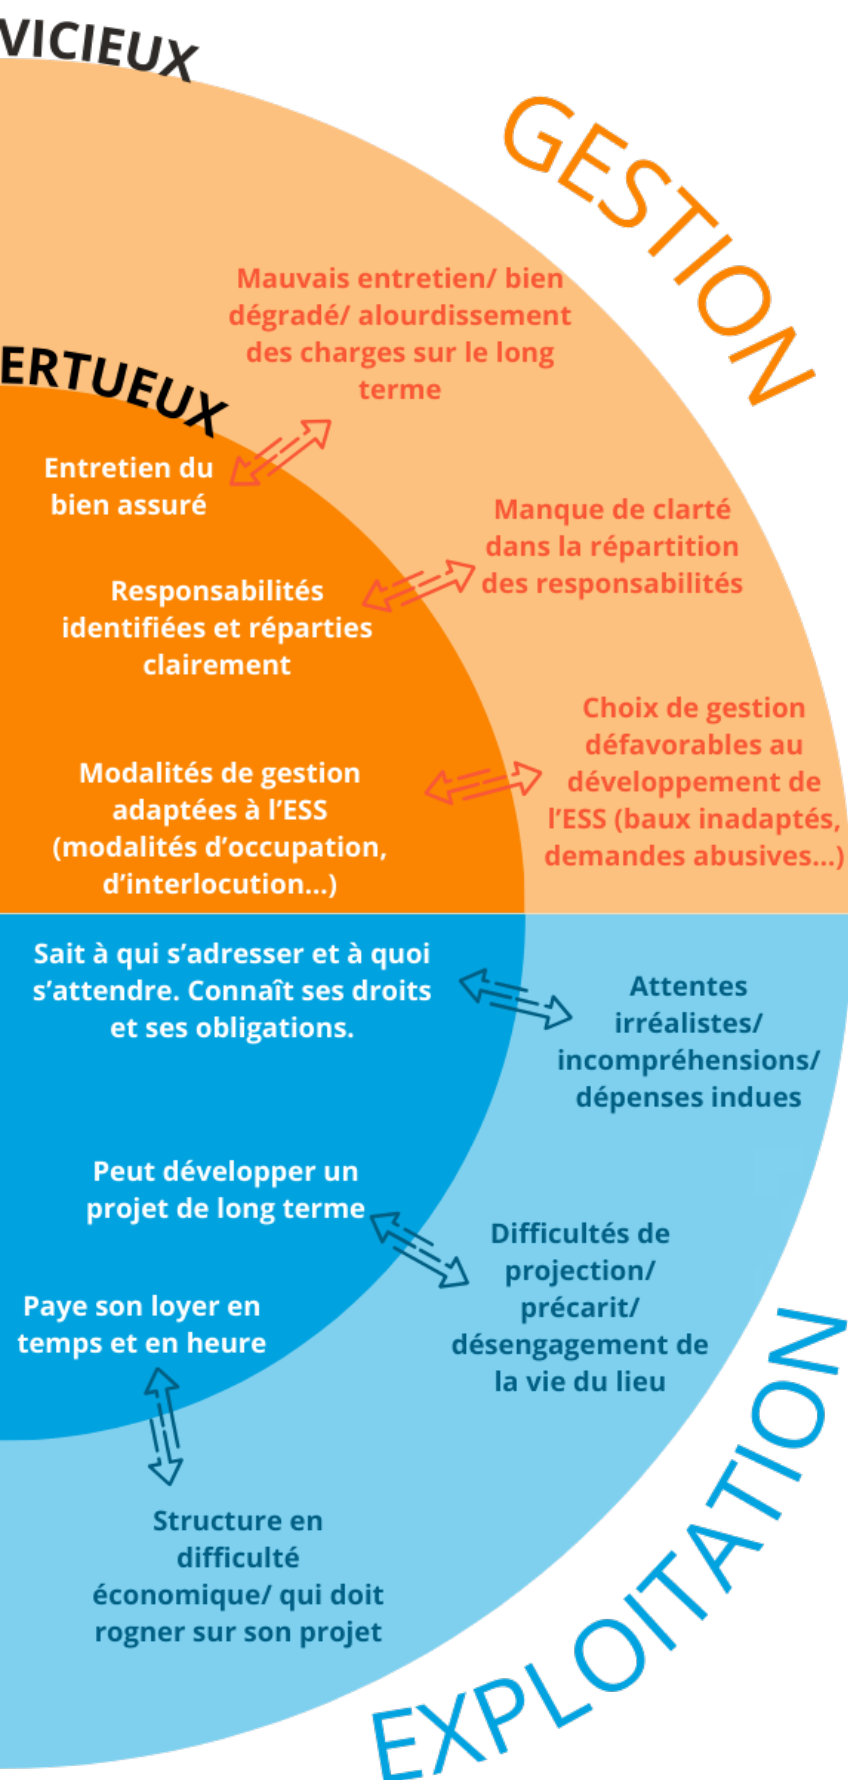 VICIEUX
GESTION
Mauvais entretien/ bien
dégradé/ alourdissement
des charges sur le long
terme
ERTUEUX
Entretien du
bien assuré
Manque de clarté
dans la répartition
des responsabilités
Responsabilités
identifiées et réparties
clairement
Choix de gestion
défavorables au
développement de
l’ESS (baux inadaptés,
demandes abusives...)
Modalités de gestion
adaptées à l’ESS
(modalités d’occupation,
d’interlocution...)
Sait à qui s’adresser et à quoi
s’attendre. Connaît ses droits
et ses obligations.
Attentes
irréalistes/
incompréhensions/
dépenses indues
Peut développer un
projet de long terme
Difficultés de
projection/
précarit/
désengagement de
la vie du lieu
Paye son loyer en
temps et en heure
Structure en
difficulté
économique/ qui doit
rogner sur son projet
EXPLOITATION